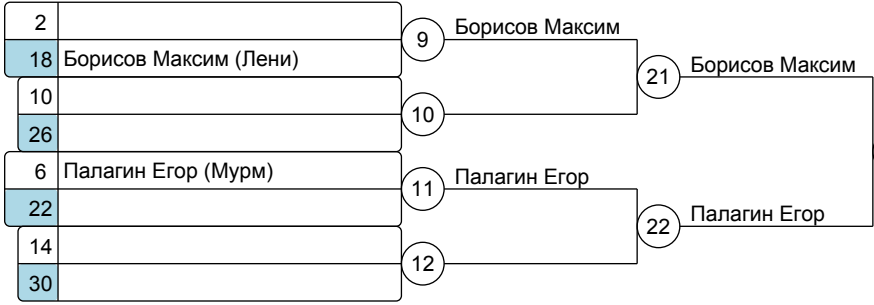 2
9 Борисов Максим
18 Борисов Максим (Лени)
21 Борисов Максим
10
10
26
6 Палагин Егор (Мурм)
11 Палагин Егор
22
22 Палагин Егор
14
12
30